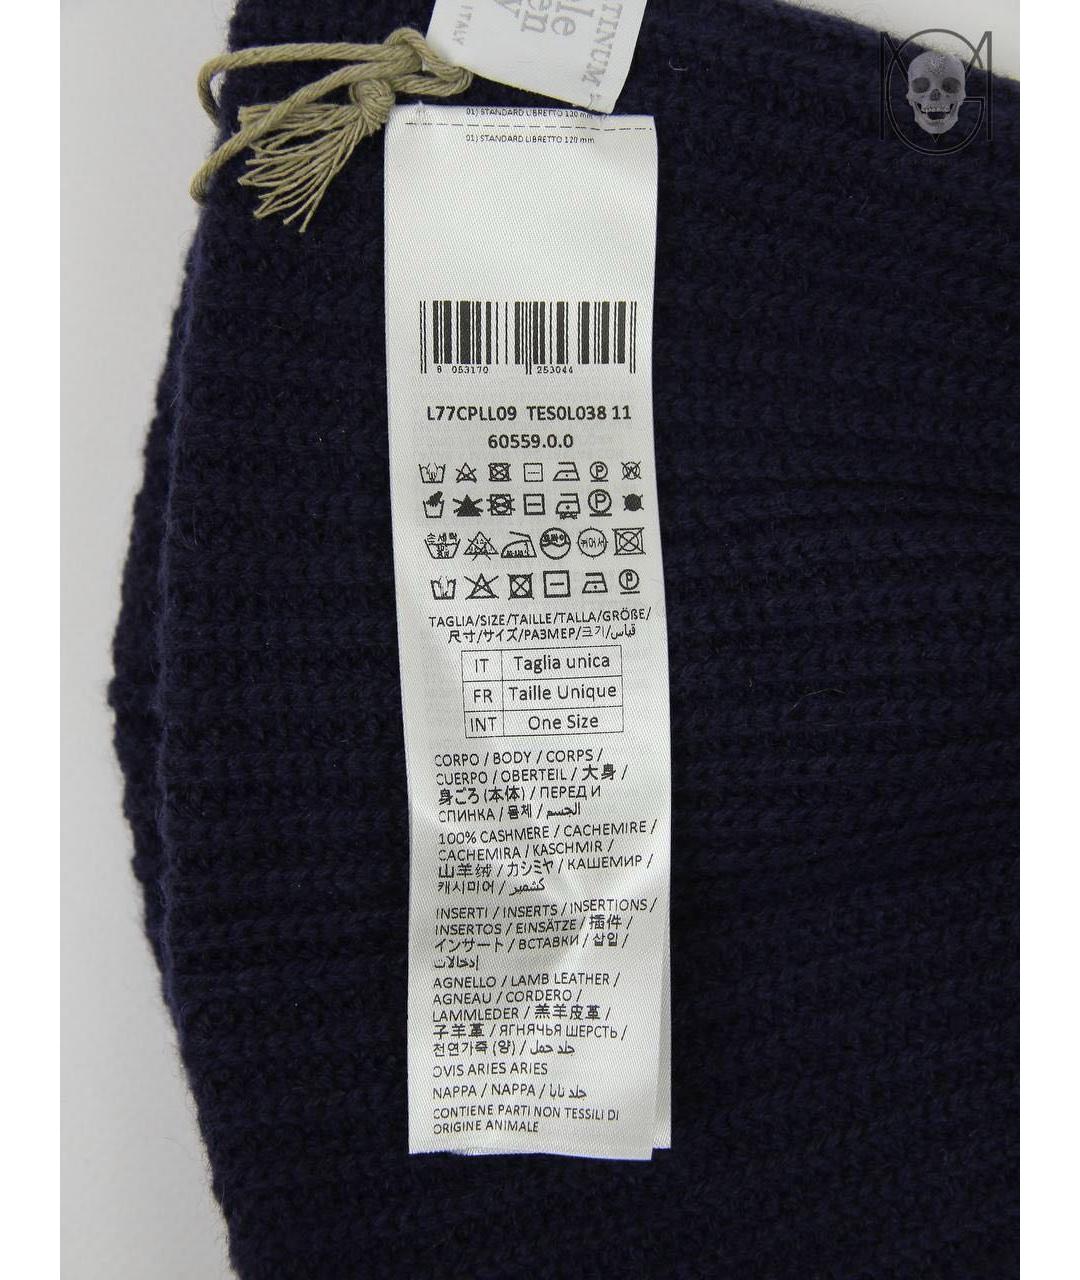 TINUM
ITALY
01) STANDARD LIBRETTO 120 mm
01) STANDARD LIBRETTO 120 mm
8 053170 253044
L77CPLL09 TES0L038 11
60559.0.0
TAGLIA/SIZE/TAILLE/TALLA/GRÖßE/
尺寸/サイズ/РАЗМЕР/크기/قياس
IT Taglia unica
FR Taille Unique
INT One Size
CORPO / BODY / CORPS /
CUERPO / OBERTEIL / 大身 /
身ごろ (本体) / ПЕРЕД И
СПИНКА / 몸체 / الجسم
100% CASHMERE / CACHEMIRE /
CACHEMIRA / KASCHMIR /
山羊绒 / カシミヤ / КАШЕМИР /
캐시미어 / كشمير
INSERTI / INSERTS / INSERTIONS /
INSERTOS / EINSÄTZE / 插件 /
インサート / ВСТАВКИ / 삽입 /
إدخالات
AGNELLO / LAMB LEATHER /
AGNEAU / CORDERO /
LAMMLEDER / 羔羊皮革 /
子羊革 / ЯГНЯЧЬЯ ШЕРСТЬ /
천연가죽 (양) / جلد حمل
OVIS ARIES ARIES
NAPPA / NAPPA / جلد نابا
CONTIENE PARTI NON TESSILI DI
ORIGINE ANIMALE